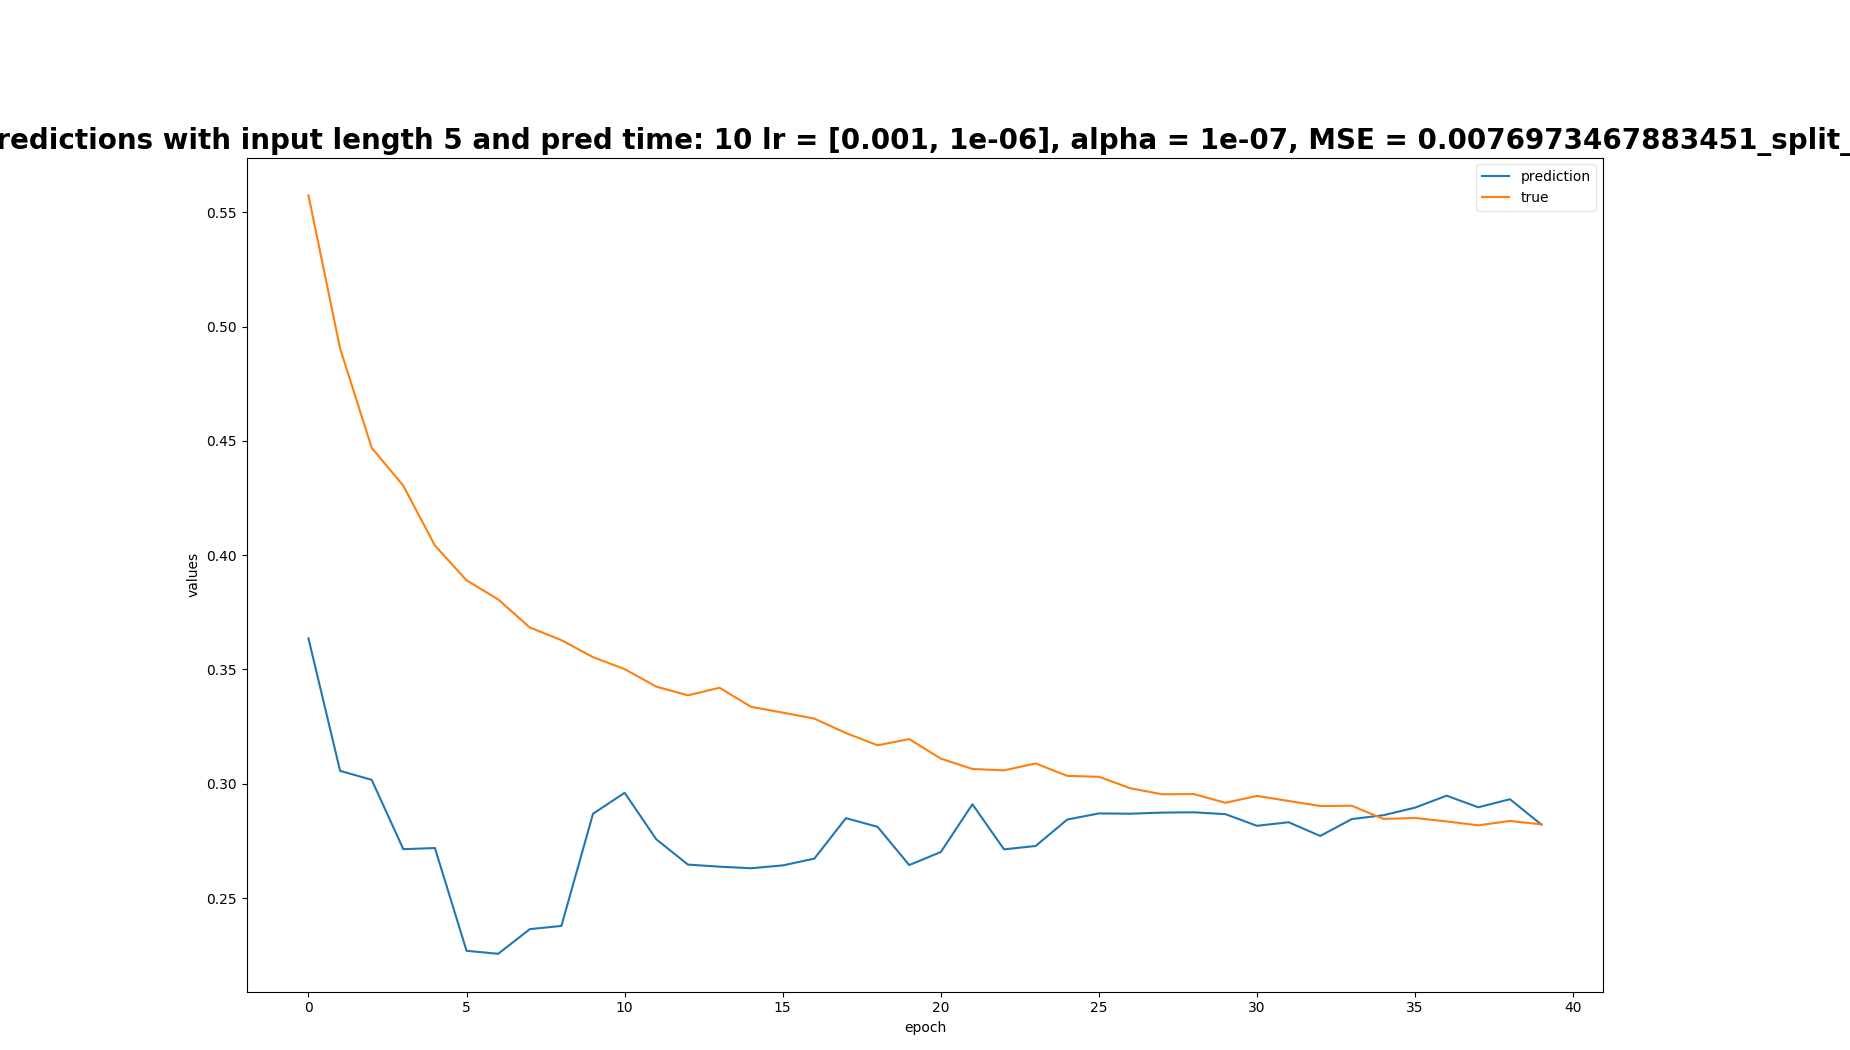 redictions with input length 5 and pred time: 10 lr = [0.001, 1e-06], alpha = 1e-07, MSE = 0.0076973467883451_split_
prediction
true
0.55
0.50
0.45
0.40
0.35
0.30
0.25
values
0 5 10 15 20 25 30 35 40
epoch